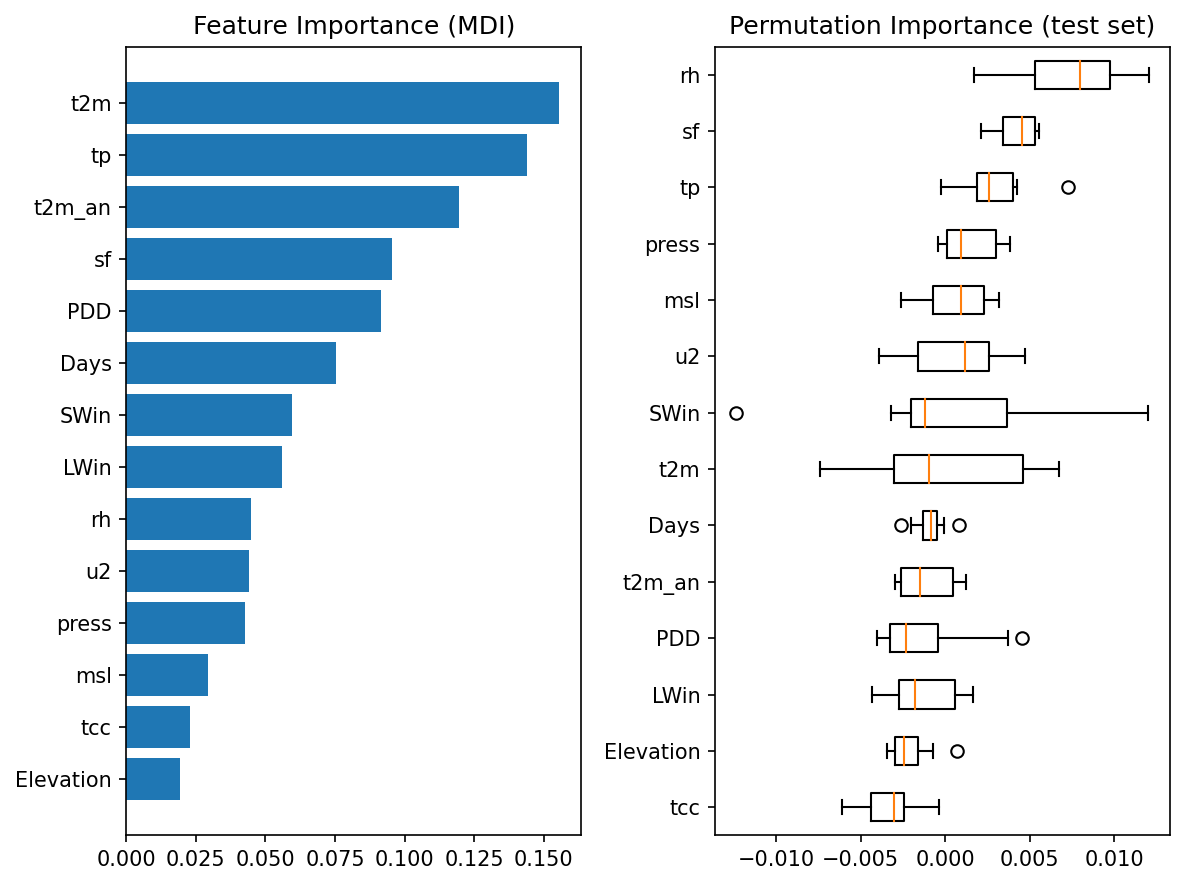 Feature Importance (MDI)
t2m
tp
t2m_an
sf
PDD
Days
SWin
LWin
rh
u2
press
msl
tcc
Elevation
0.000 0.025 0.050 0.075 0.100 0.125 0.150
Permutation Importance (test set)
rh
sf
tp
press
msl
u2
SWin
t2m
Days
t2m_an
PDD
LWin
Elevation
tcc
−0.010 −0.005 0.000 0.005 0.010